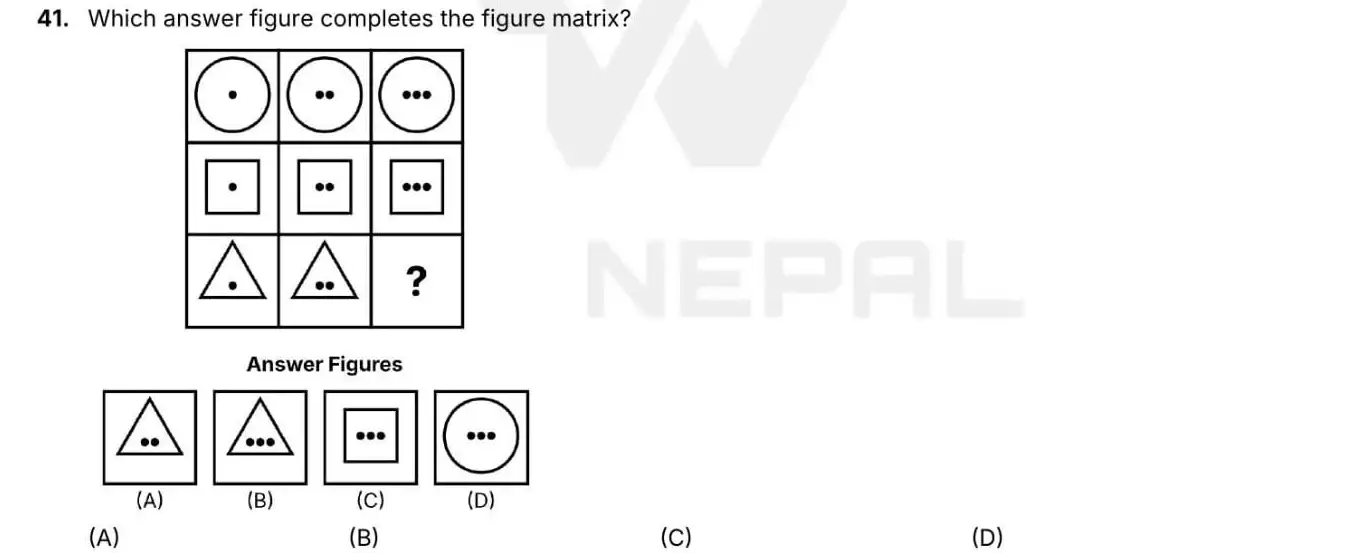 41. Which answer figure completes the figure matrix?
?
NEPAL
Answer Figures
(A) (B) (C) (D)
(A) (B) (C) (D)